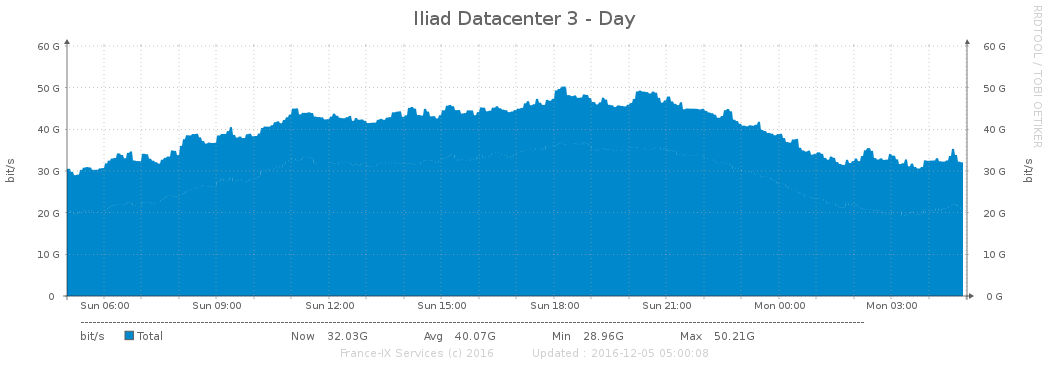 Iliad Datacenter 3 - Day
RRDTOOL / TOBI OETIKER
60 G 60 G
50 G 50 G
40 G 40 G
30 G 30 G
20 G 20 G
10 G 10 G
0 0 G
bit/s bit/s
Sun 06:00 Sun 09:00 Sun 12:00 Sun 15:00 Sun 18:00 Sun 21:00 Mon 00:00 Mon 03:00
bit/s Total Now 32.03G Avg 40.07G Min 28.96G Max 50.21G
France-IX Services (c) 2016 Updated : 2016-12-05 05:00:08